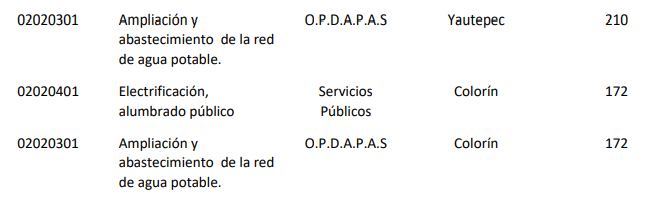 02020301 Ampliación y O.P.D.A.P.A.S Yautepec 210
abastecimiento de la red
de agua potable.
02020401 Electrificación, Servicios Colorín 172
alumbrado público Públicos
02020301 Ampliación y O.P.D.A.P.A.S Colorín 172
abastecimiento de la red
de agua potable.